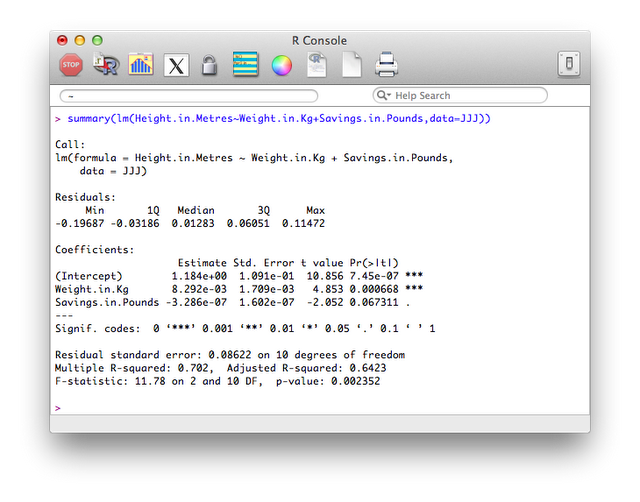 R Console
STOP
R
X
R
~
Help Search
> summary(lm(Height.in.Metres~Weight.in.Kg+Savings.in.Pounds,data=JJJ))
Call:
lm(formula = Height.in.Metres ~ Weight.in.Kg + Savings.in.Pounds,
    data = JJJ)
Residuals:
     Min       1Q   Median       3Q      Max
-0.19687 -0.03186  0.01283  0.06051  0.11472
Coefficients:
                    Estimate Std. Error t value Pr(>|t|)
(Intercept)        1.184e+00  1.091e-01  10.856 7.45e-07 ***
Weight.in.Kg       8.292e-03  1.709e-03   4.853 0.000668 ***
Savings.in.Pounds -3.286e-07  1.602e-07  -2.052 0.067311 .
---
Signif. codes:  0 ‘***’ 0.001 ‘**’ 0.01 ‘*’ 0.05 ‘.’ 0.1 ‘ ’ 1
Residual standard error: 0.08622 on 10 degrees of freedom
Multiple R-squared: 0.702,	Adjusted R-squared: 0.6423
F-statistic: 11.78 on 2 and 10 DF,  p-value: 0.002352
>